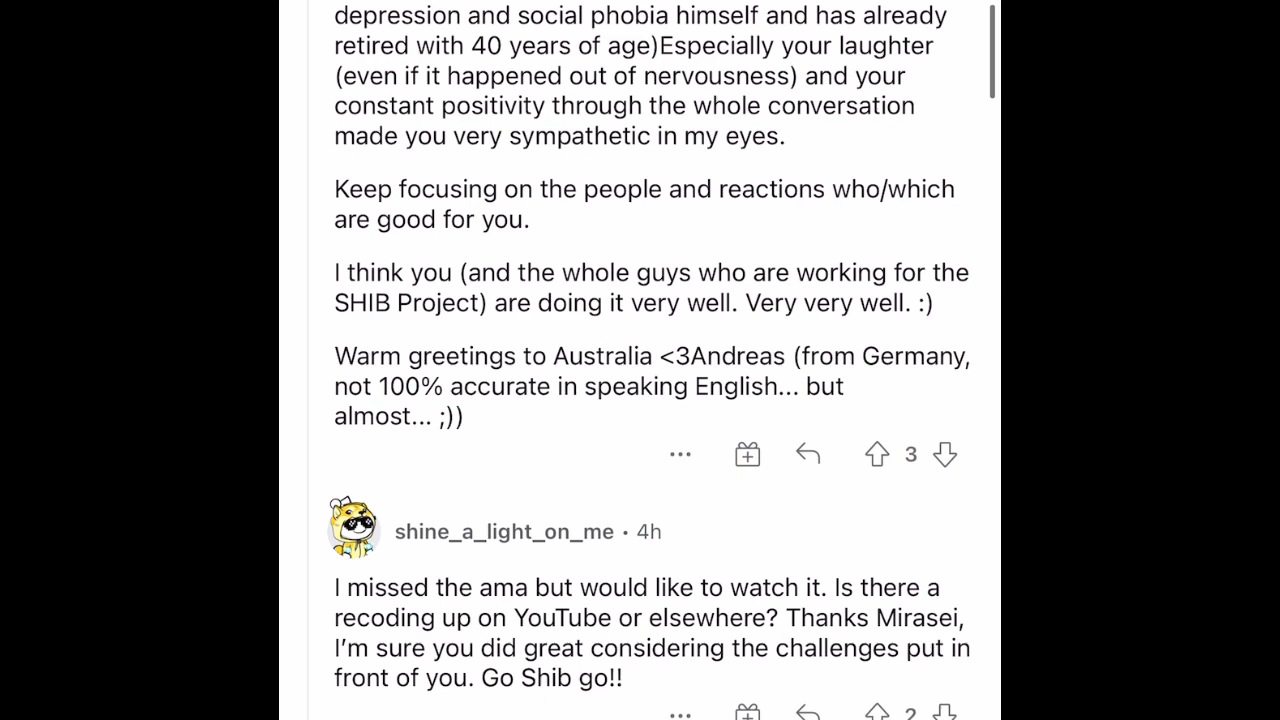 depression and social phobia himself and has already
retired with 40 years of age)Especially your laughter
(even if it happened out of nervousness) and your
constant positivity through the whole conversation
made you very sympathetic in my eyes.
Keep focusing on the people and reactions who/which
are good for you.
I think you (and the whole guys who are working for the
SHIB Project) are doing it very well. Very very well. :)
Warm greetings to Australia <3Andreas (from Germany,
not 100% accurate in speaking English... but
almost... ;))
3
shine_a_light_on_me • 4h
I missed the ama but would like to watch it. Is there a
recoding up on YouTube or elsewhere? Thanks Mirasei,
I'm sure you did great considering the challenges put in
front of you. Go Shib go!!
2